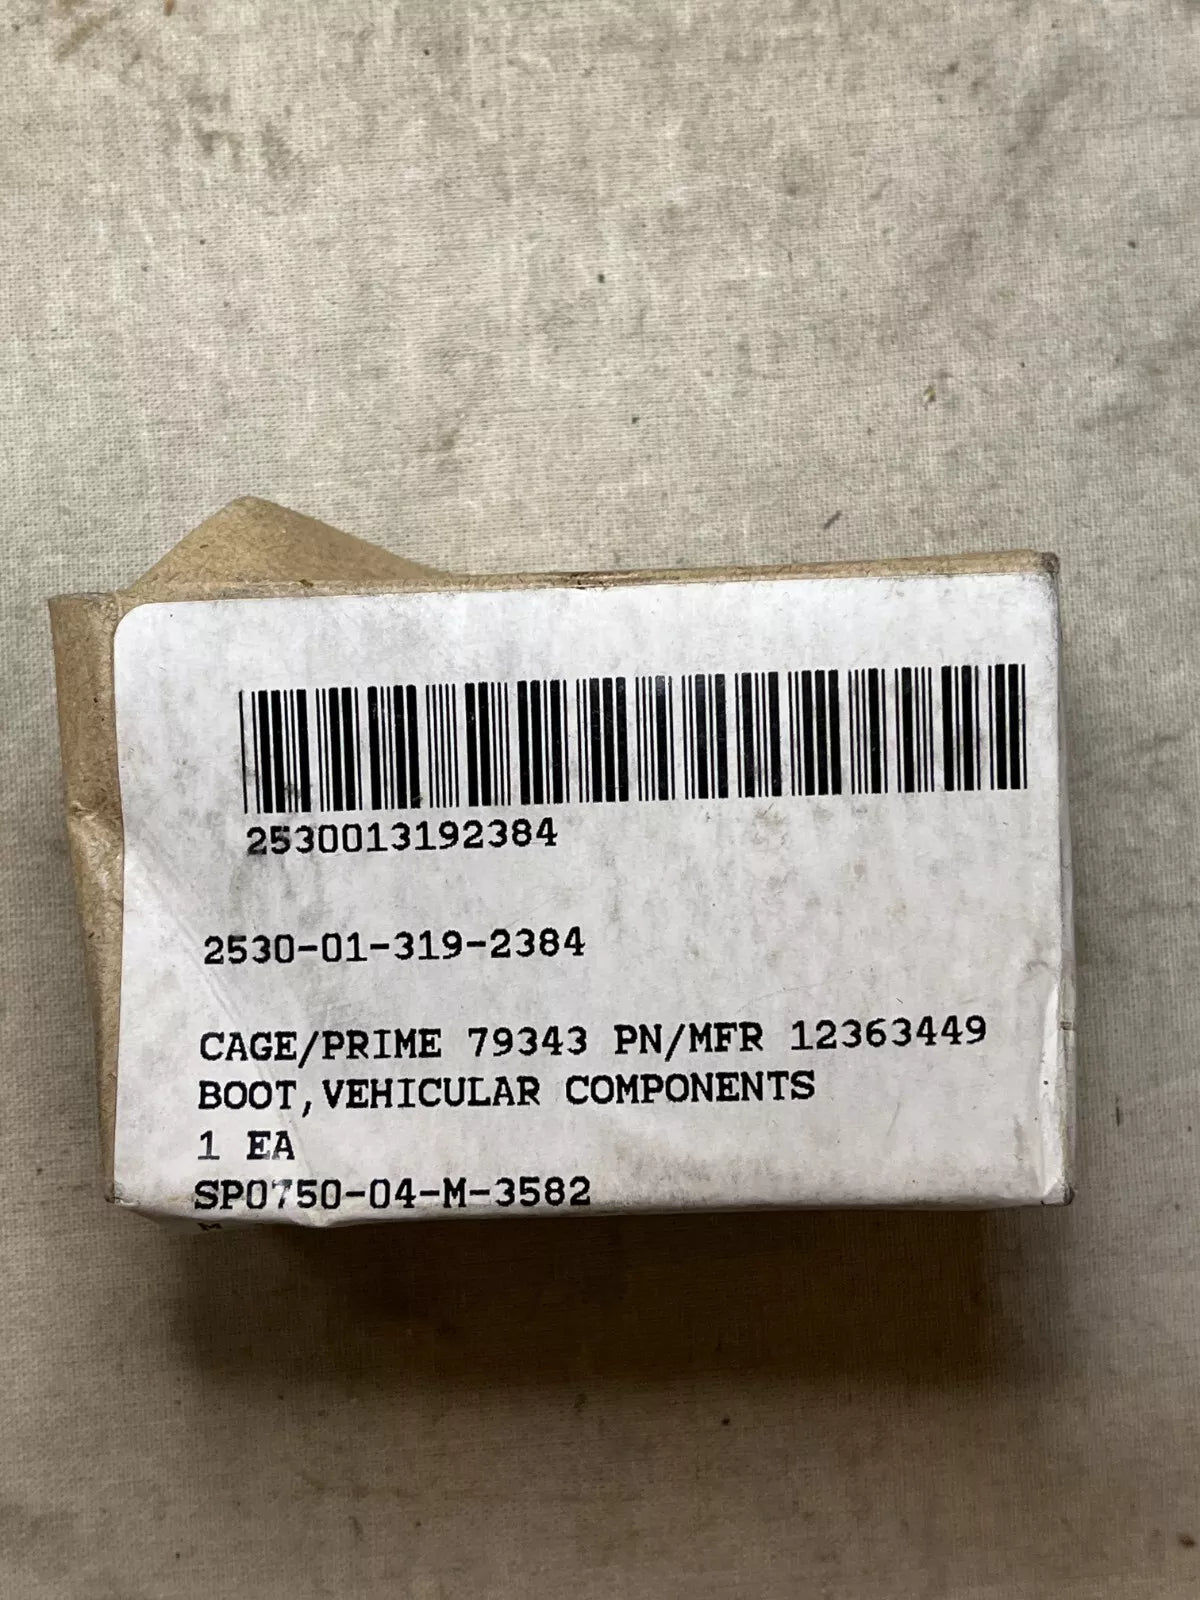 2530013192384
2530-01-319-2384
CAGE/PRIME 79343 PN/MFR 12363449
BOOT,VEHICULAR COMPONENTS
1 EA
SP0750-04-M-3582
M